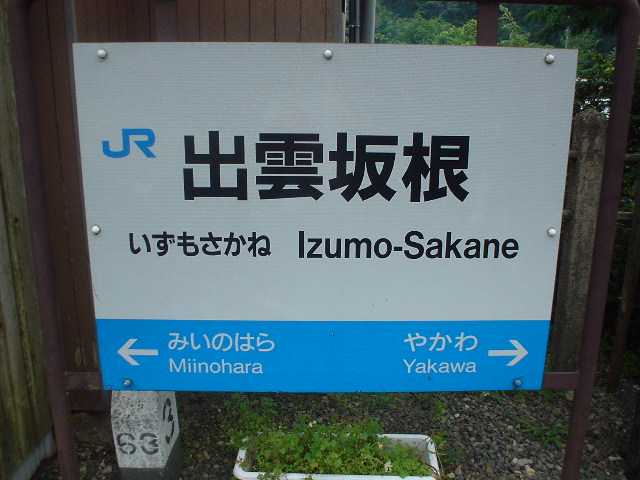 JR 出雲坂根
いずもさかね Izumo-Sakane
← みいのはら やかわ →
Miinohara Yakawa
63